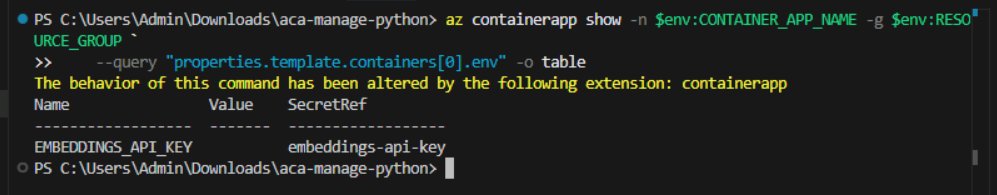 PS C:\Users\Admin\Downloads\aca-manage-python> az containerapp show -n $env:CONTAINER_APP_NAME -g $env:RESO
URCE_GROUP `
>>     --query "properties.template.containers[0].env" -o table
The behavior of this command has been altered by the following extension: containerapp
Name                Value    SecretRef
------------------  -------  ------------------
EMBEDDINGS_API_KEY           embeddings-api-key
PS C:\Users\Admin\Downloads\aca-manage-python>